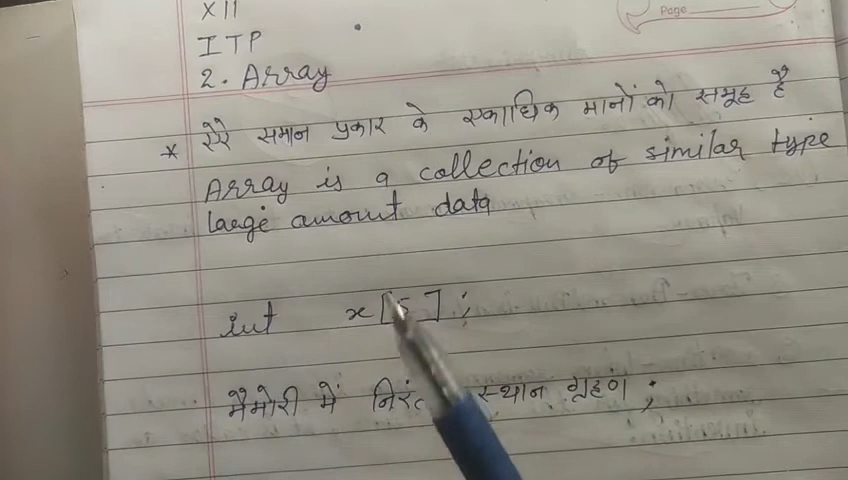 Page
XII
ITP
2. Array
* ऐरे समान प्रकार के एकाधिक मानों को समूह है
Array is a collection of similar type
large amount data
int x[5];
मैमोरी में स्थान ग्रहण ;